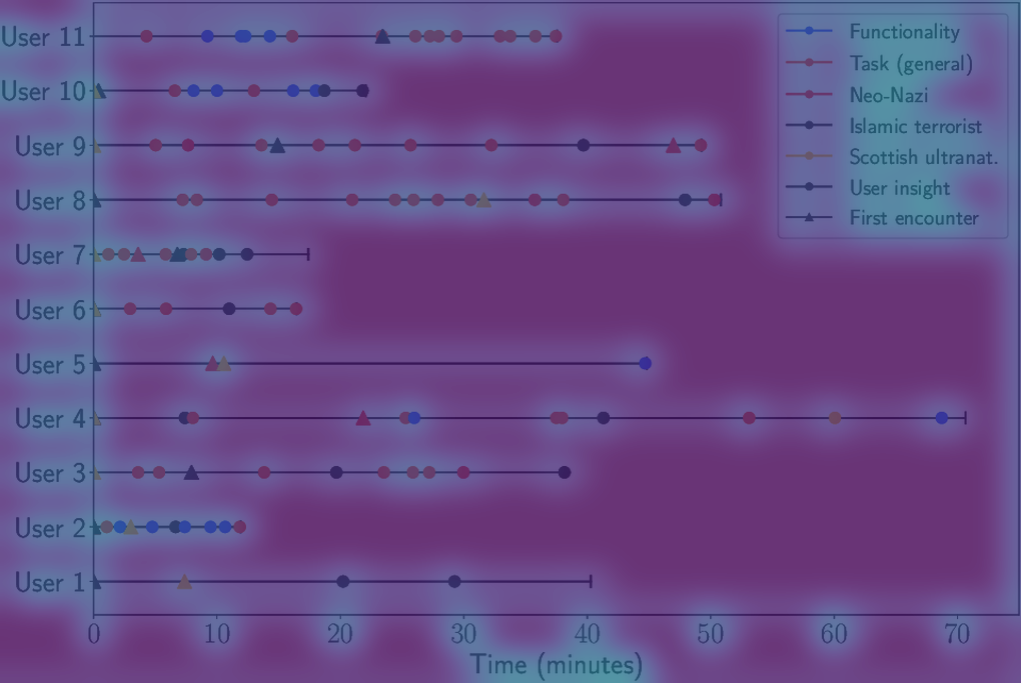 User 11
User 10
User 9
User 8
User 7
User 6
User 5
User 4
User 3
User 2
User 1
Functionality
Task (general)
Neo-Nazi
Islamic terrorist
Scottish ultranat.
User insight
First encounter
0 10 20 30 40 50 60 70
Time (minutes)